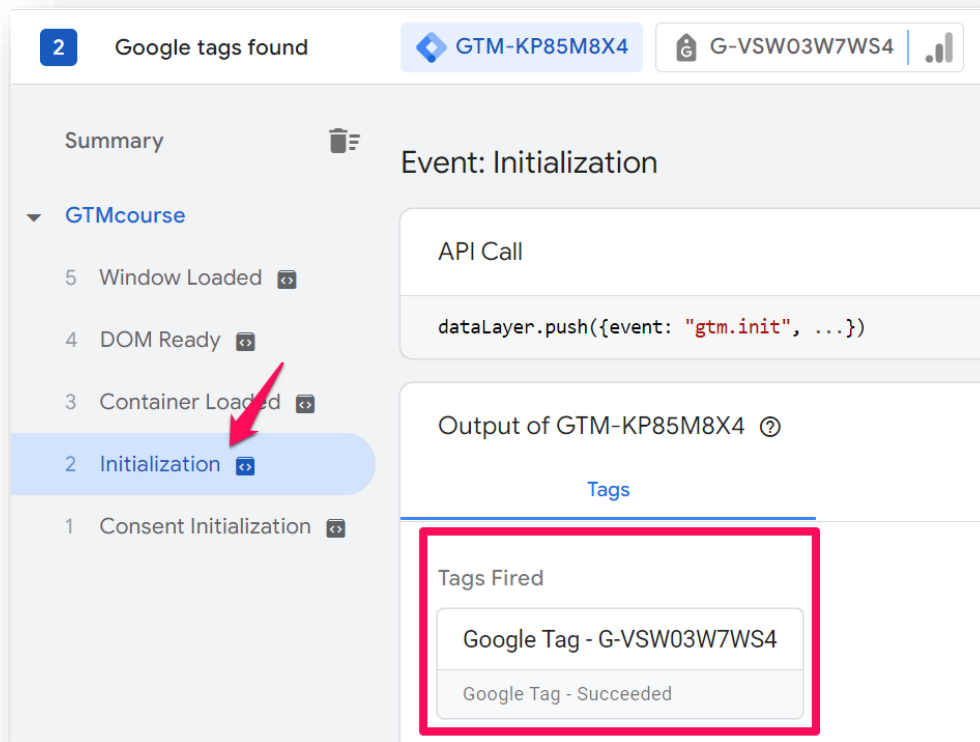 2 Google tags found GTM-KP85M8X4 G-VSW03W7WS4
Summary
Event: Initialization
GTMcourse
API Call
5 Window Loaded
dataLayer.push({event: "gtm.init", ...})
4 DOM Ready
3 Container Loaded
Output of GTM-KP85M8X4
2 Initialization
Tags
1 Consent Initialization
Tags Fired
Google Tag - G-VSW03W7WS4
Google Tag - Succeeded